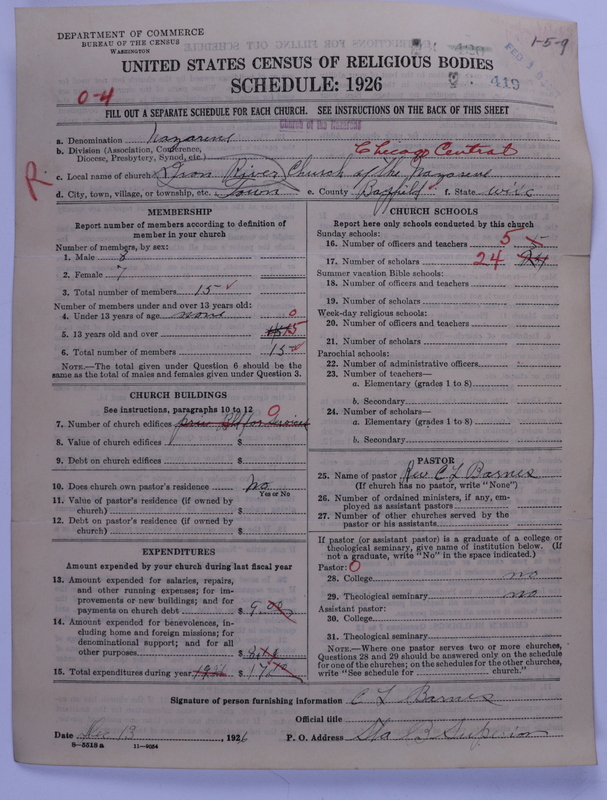 DEPARTMENT OF COMMERCE
BUREAU OF THE CENSUS
WASHINGTON
1-5-9
419
UNITED STATES CENSUS OF RELIGIOUS BODIES
SCHEDULE: 1926
0-4
FILL OUT A SEPARATE SCHEDULE FOR EACH CHURCH. SEE INSTRUCTIONS ON THE BACK OF THIS SHEET
Church of the Nazarene
a. Denomination Nazarene
b. Division (Association, Conference, Diocese, Presbytery, Synod, etc.) Chicago Central
R.
c. Local name of church Iron River Church of the Nazarene
d. City, town, village, or township, etc. Town e. County Bayfield f. State Wisc
MEMBERSHIP
Report number of members according to definition of member in your church
Number of members, by sex:
1. Male 8
2. Female 7
3. Total number of members 15
Number of members under and over 13 years old:
4. Under 13 years of age none 0
5. 13 years old and over 15
6. Total number of members 15
NOTE.—The total given under Question 6 should be the same as the total of males and females given under Question 3.
CHURCH BUILDINGS
See instructions, paragraphs 10 to 12
7. Number of church edifices 0
8. Value of church edifices $
9. Debt on church edifices $
10. Does church own pastor's residence No
Yes or No
11. Value of pastor's residence (if owned by church) $
12. Debt on pastor's residence (if owned by church) $
EXPENDITURES
Amount expended by your church during last fiscal year
13. Amount expended for salaries, repairs, and other running expenses; for improvements or new buildings; and for payments on church debt $ 9.00
14. Amount expended for benevolences, including home and foreign missions; for denominational support; and for all other purposes $
15. Total expenditures during year $
CHURCH SCHOOLS
Report here only schools conducted by this church
Sunday schools:
16. Number of officers and teachers 5 5
17. Number of scholars 24 24
Summer vacation Bible schools:
18. Number of officers and teachers
19. Number of scholars
Week-day religious schools:
20. Number of officers and teachers
21. Number of scholars
Parochial schools:
22. Number of administrative officers
23. Number of teachers—
a. Elementary (grades 1 to 8)
b. Secondary
24. Number of scholars—
a. Elementary (grades 1 to 8)
b. Secondary
PASTOR
25. Name of pastor Rev C L Barnes
(If church has no pastor, write "None")
26. Number of ordained ministers, if any, employed as assistant pastors
27. Number of other churches served by the pastor or his assistants
If pastor (or assistant pastor) is a graduate of a college or theological seminary, give name of institution below. (If not a graduate, write "No" in the space indicated.)
Pastor: 0
28. College no
29. Theological seminary no
Assistant pastor:
30. College
31. Theological seminary
NOTE.—Where one pastor serves two or more churches, Questions 28 and 29 should be answered only on the schedule for one of the churches; on the schedules for the other churches, write "See schedule for church."
Signature of person furnishing information C L Barnes
Official title
Date Dec 13, 1926 P. O. Address Sta B Superior
8-5518 a 11-9054